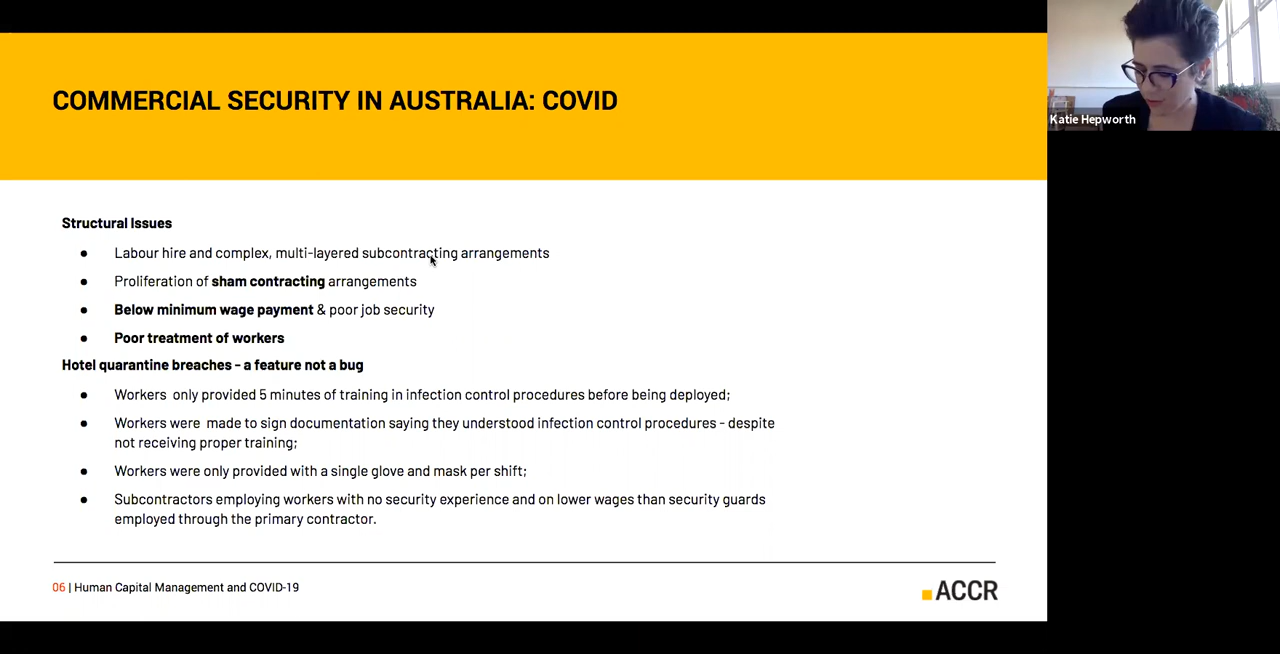 COMMERCIAL SECURITY IN AUSTRALIA: COVID
Katie Hepworth
Structural Issues
● Labour hire and complex, multi-layered subcontracting arrangements
● Proliferation of sham contracting arrangements
● Below minimum wage payment & poor job security
● Poor treatment of workers
Hotel quarantine breaches - a feature not a bug
● Workers only provided 5 minutes of training in infection control procedures before being deployed;
● Workers were made to sign documentation saying they understood infection control procedures - despite
not receiving proper training;
● Workers were only provided with a single glove and mask per shift;
● Subcontractors employing workers with no security experience and on lower wages than security guards
employed through the primary contractor.
06 | Human Capital Management and COVID-19
ACCR